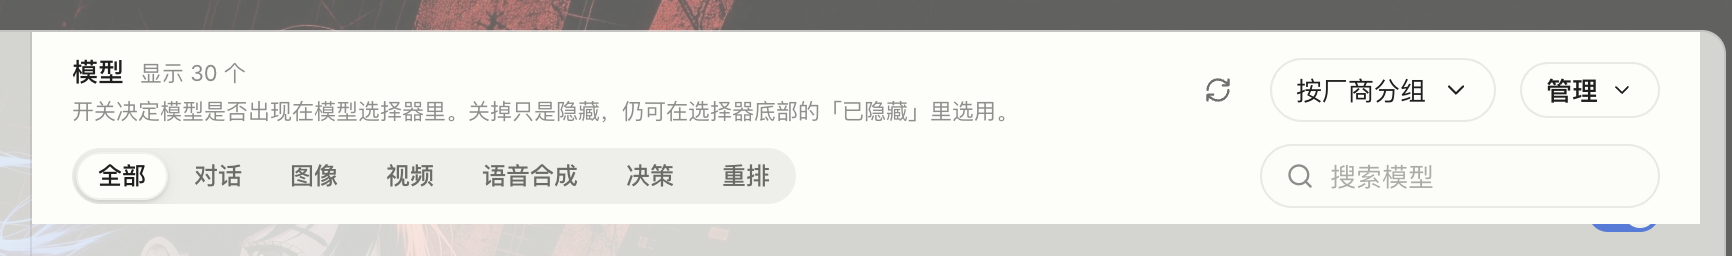 模型 显示 30 个
开关决定模型是否出现在模型选择器里。关掉只是隐藏，仍可在选择器底部的「已隐藏」里选用。
按厂商分组
管理
全部 对话 图像 视频 语音合成 决策 重排
搜索模型